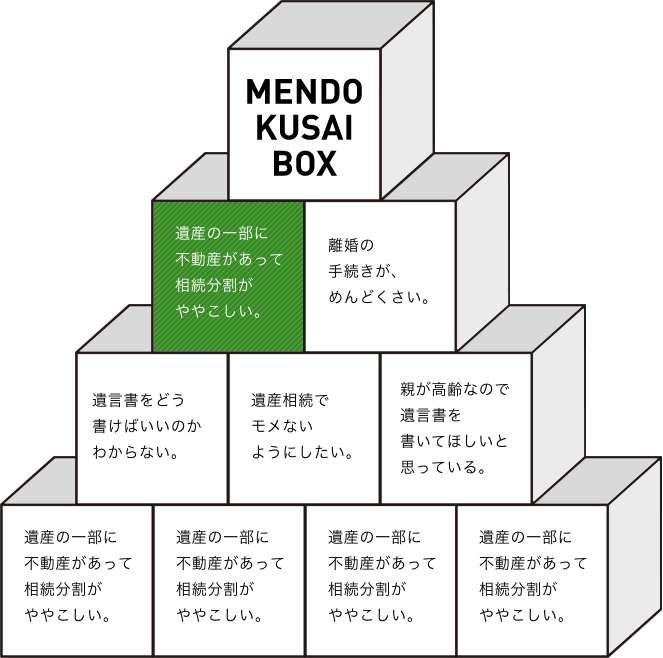 MENDO
KUSAI
BOX
遺産の一部に
不動産があって
相続分割が
ややこしい。
離婚の
手続きが、
めんどくさい。
遺言書をどう
書けばいいのか
わからない。
遺産相続で
モメない
ようにしたい。
親が高齢なので
遺言書を
書いてほしいと
思っている。
遺産の一部に
不動産があって
相続分割が
ややこしい。
遺産の一部に
不動産があって
相続分割が
ややこしい。
遺産の一部に
不動産があって
相続分割が
ややこしい。
遺産の一部に
不動産があって
相続分割が
ややこしい。